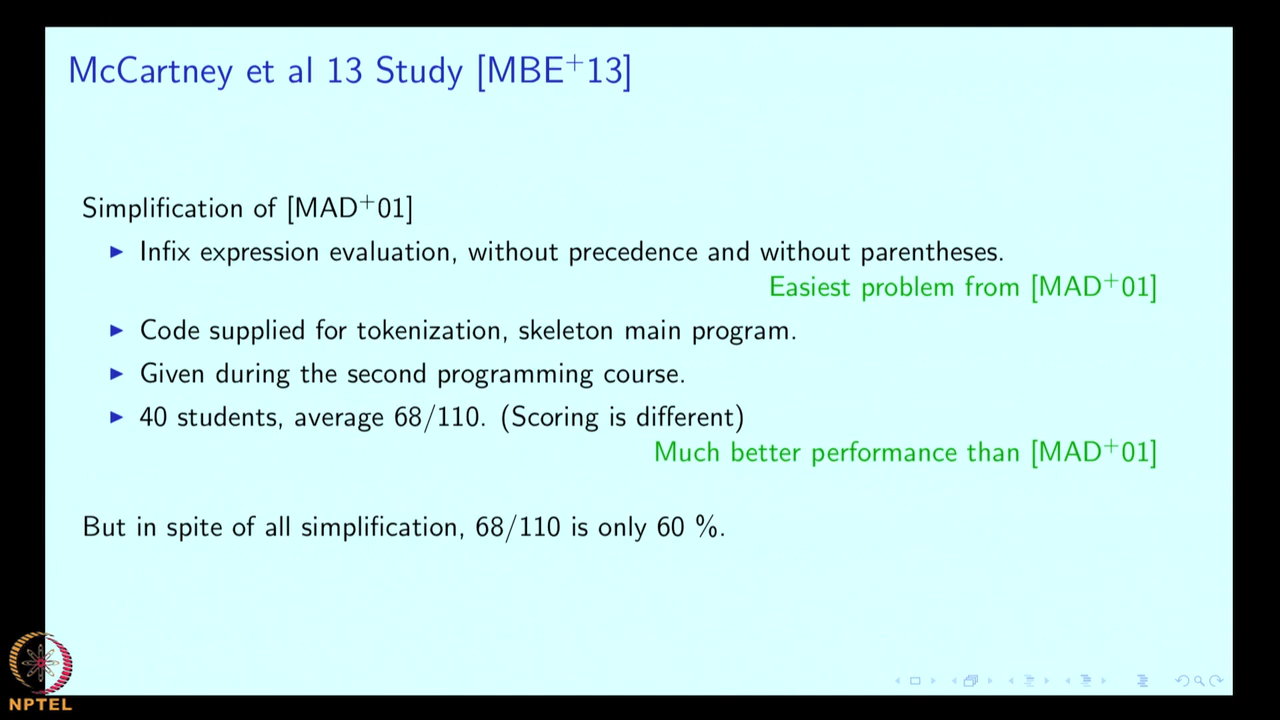 McCartney et al 13 Study [MBE+13]
Simplification of [MAD+01]
▶ Infix expression evaluation, without precedence and without parentheses.
Easiest problem from [MAD+01]
▶ Code supplied for tokenization, skeleton main program.
▶ Given during the second programming course.
▶ 40 students, average 68/110. (Scoring is different)
Much better performance than [MAD+01]
But in spite of all simplification, 68/110 is only 60 %.
NPTEL